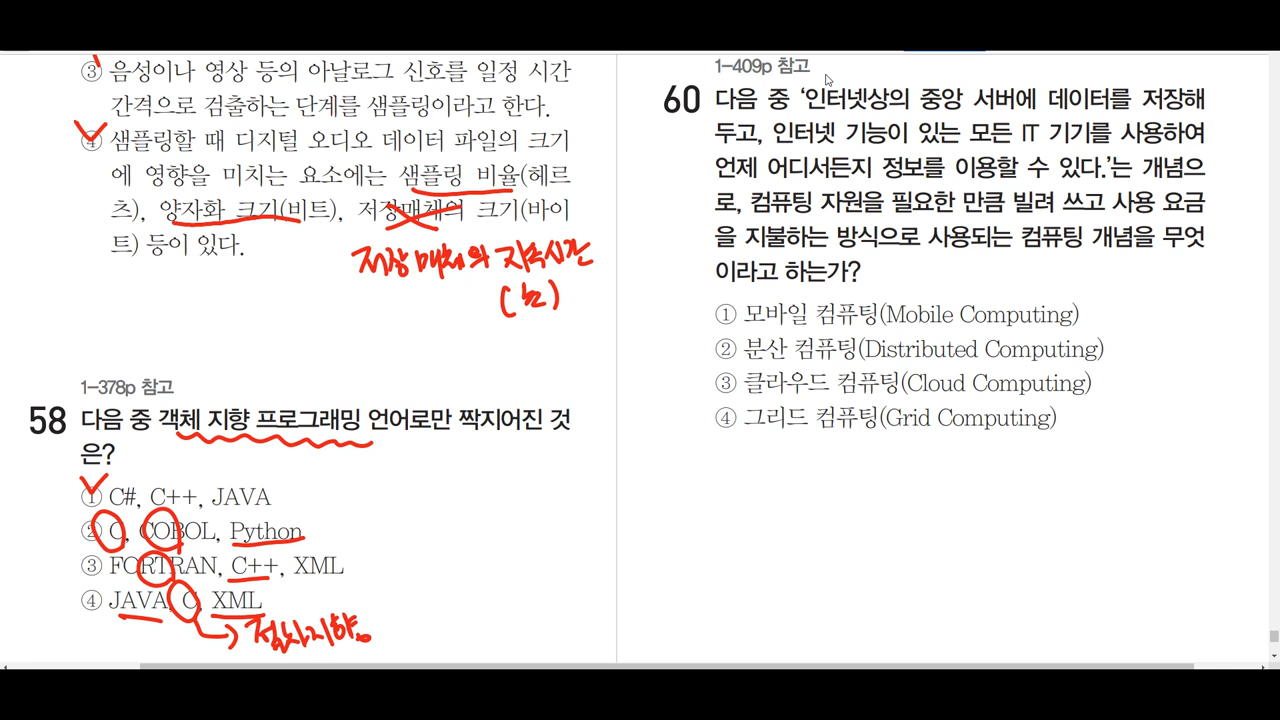 ③ 음성이나 영상 등의 아날로그 신호를 일정 시간
간격으로 검출하는 단계를 샘플링이라고 한다.
④ 샘플링할 때 디지털 오디오 데이터 파일의 크기
에 영향을 미치는 요소에는 샘플링 비율(헤르
츠), 양자화 크기(비트), 저장매체의 크기(바이
트) 등이 있다.
저장 매체의 지속시간
(초)
1-378p 참고
58 다음 중 객체 지향 프로그래밍 언어로만 짝지어진 것
은?
① C#, C++, JAVA
② C, COBOL, Python
③ FORTRAN, C++, XML
④ JAVA, C, XML
절차지향
1-409p 참고
60 다음 중 ‘인터넷상의 중앙 서버에 데이터를 저장해
두고, 인터넷 기능이 있는 모든 IT 기기를 사용하여
언제 어디서든지 정보를 이용할 수 있다.’는 개념으
로, 컴퓨팅 자원을 필요한 만큼 빌려 쓰고 사용 요금
을 지불하는 방식으로 사용되는 컴퓨팅 개념을 무엇
이라고 하는가?
① 모바일 컴퓨팅(Mobile Computing)
② 분산 컴퓨팅(Distributed Computing)
③ 클라우드 컴퓨팅(Cloud Computing)
④ 그리드 컴퓨팅(Grid Computing)